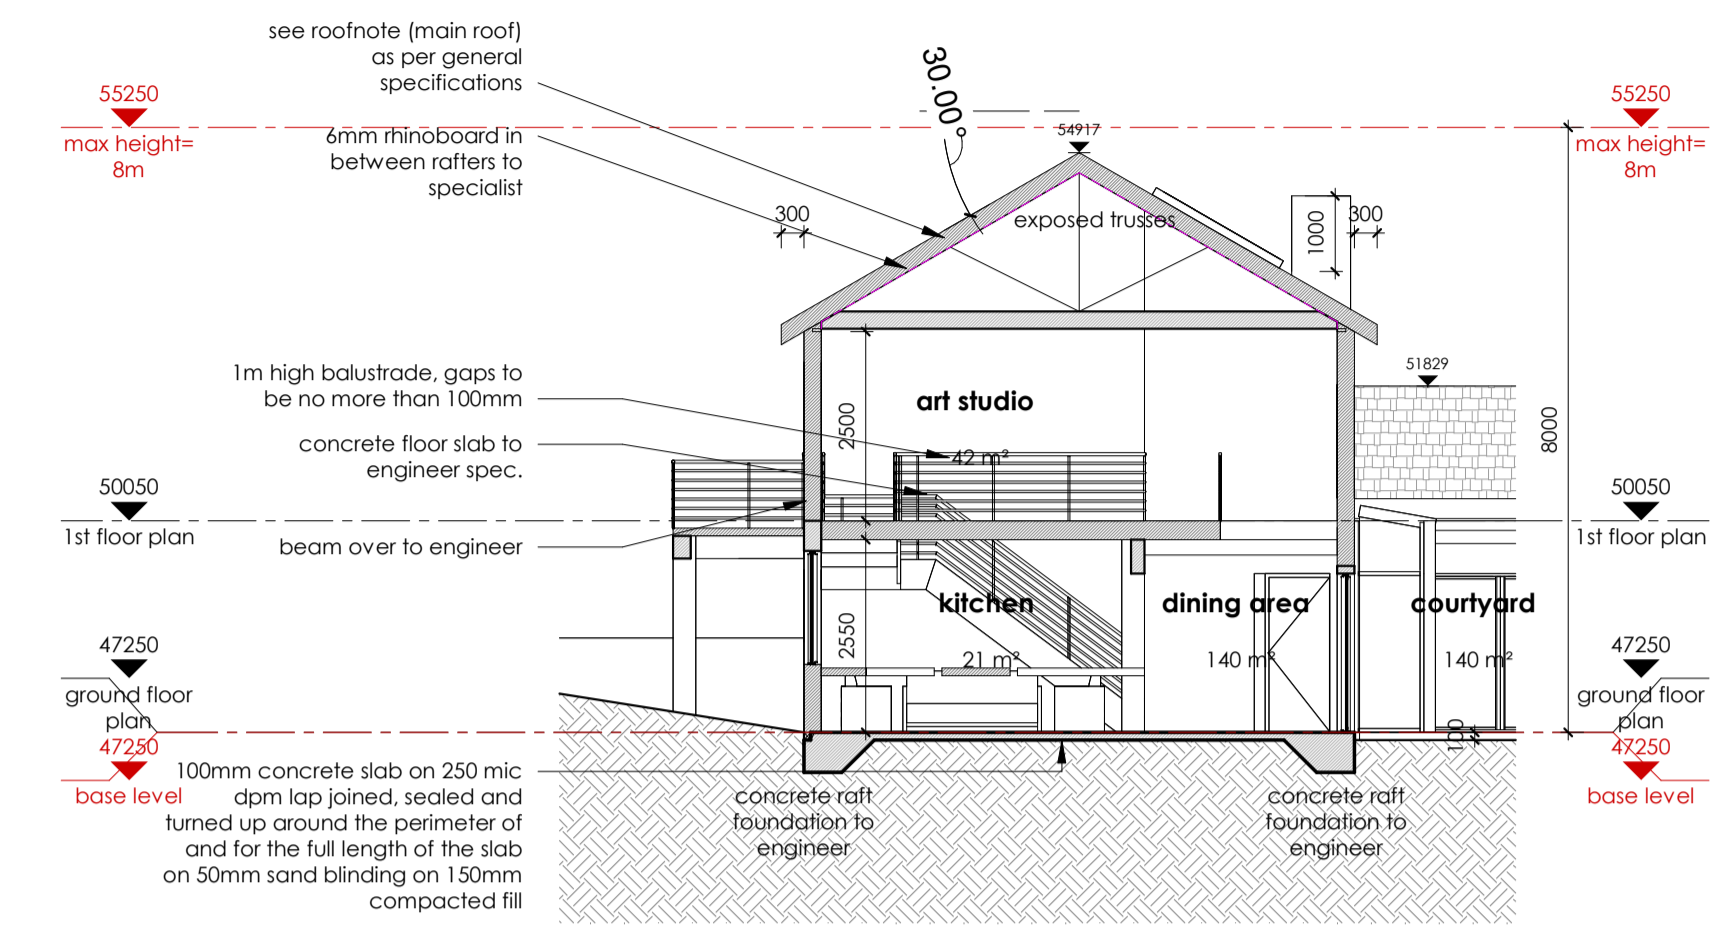 see roofnote (main roof)
as per general
specifications
30.00°
55250
max height=
8m
54917
55250
max height=
8m
6mm rhinoboard in
between rafters to
specialist
300
exposed trusses
1000
300
51829
1m high balustrade, gaps to
be no more than 100mm
art studio
42 m²
2500
8000
concrete floor slab to
engineer spec.
50050
1st floor plan
50050
1st floor plan
beam over to engineer
kitchen
21 m²
dining area
140 m²
courtyard
140 m²
2550
47250
ground floor
plan
47250
base level
100
47250
ground floor
plan
47250
base level
100mm concrete slab on 250 mic
dpm lap joined, sealed and
turned up around the perimeter of
and for the full length of the slab
on 50mm sand blinding on 150mm
compacted fill
concrete raft
foundation to
engineer
concrete raft
foundation to
engineer